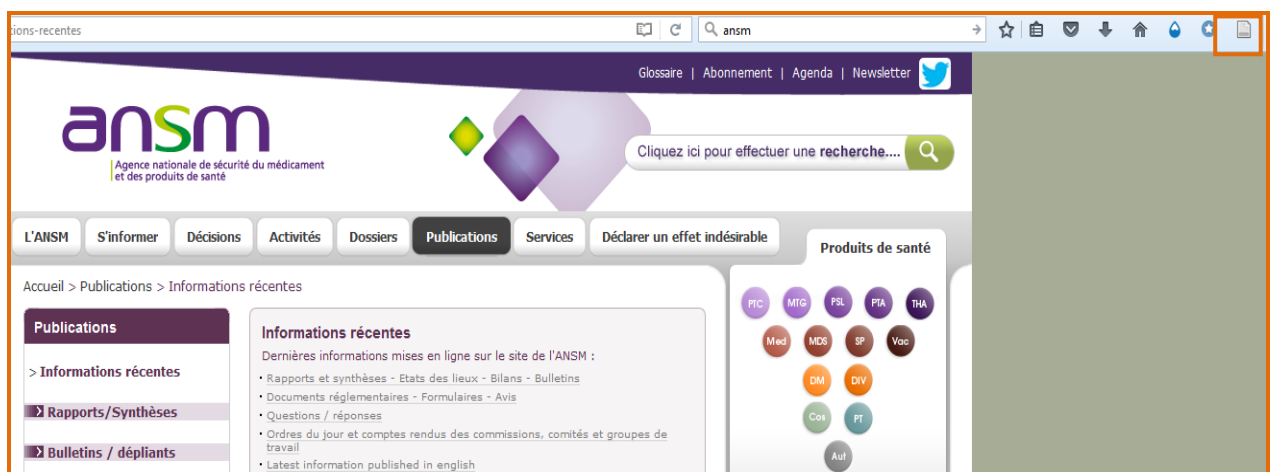 ions-recentes
ansm
Glossaire | Abonnement | Agenda | Newsletter
ansm
Agence nationale de sécurité du médicament
et des produits de santé
Cliquez ici pour effectuer une recherche....
L'ANSM S'informer Décisions Activités Dossiers Publications Services Déclarer un effet indésirable
Produits de santé
Accueil > Publications > Informations récentes
Publications
> Informations récentes
Rapports/Synthèses
Bulletins / dépliants
Informations récentes
Dernières informations mises en ligne sur le site de l'ANSM :
· Rapports et synthèses - Etats des lieux - Bilans - Bulletins
· Documents réglementaires - Formulaires - Avis
· Questions / réponses
· Ordres du jour et comptes rendus des commissions, comités et groupes de
travail
· Latest information published in english
PTC MTG PSL PTA THA
Med MDS SP Vac
DM DIV
Cos PT
Aut